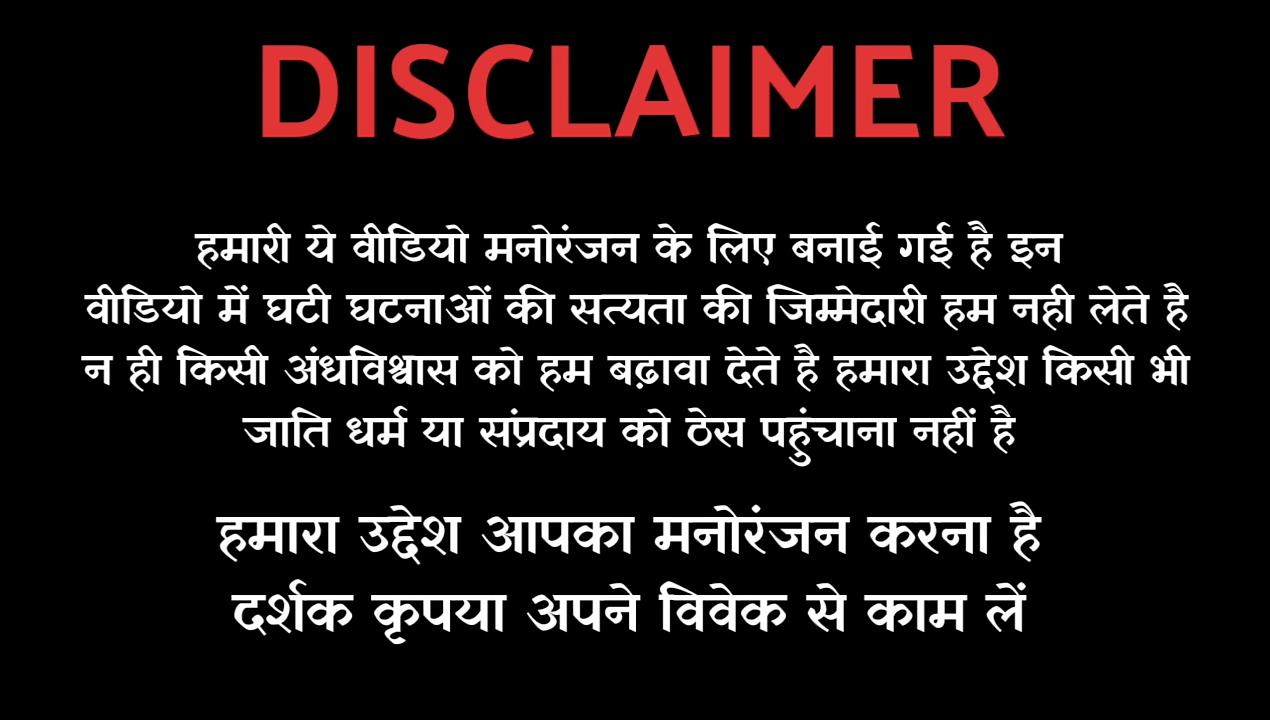 DISCLAIMER
हमारी ये वीडियो मनोरंजन के लिए बनाई गई है इन
वीडियो में घटी घटनाओं की सत्यता की जिम्मेदारी हम नही लेते है
न ही किसी अंधविश्वास को हम बढ़ावा देते है हमारा उद्देश किसी भी
जाति धर्म या संप्रदाय को ठेस पहुंचाना नहीं है
हमारा उद्देश आपका मनोरंजन करना है
दर्शक कृपया अपने विवेक से काम लें